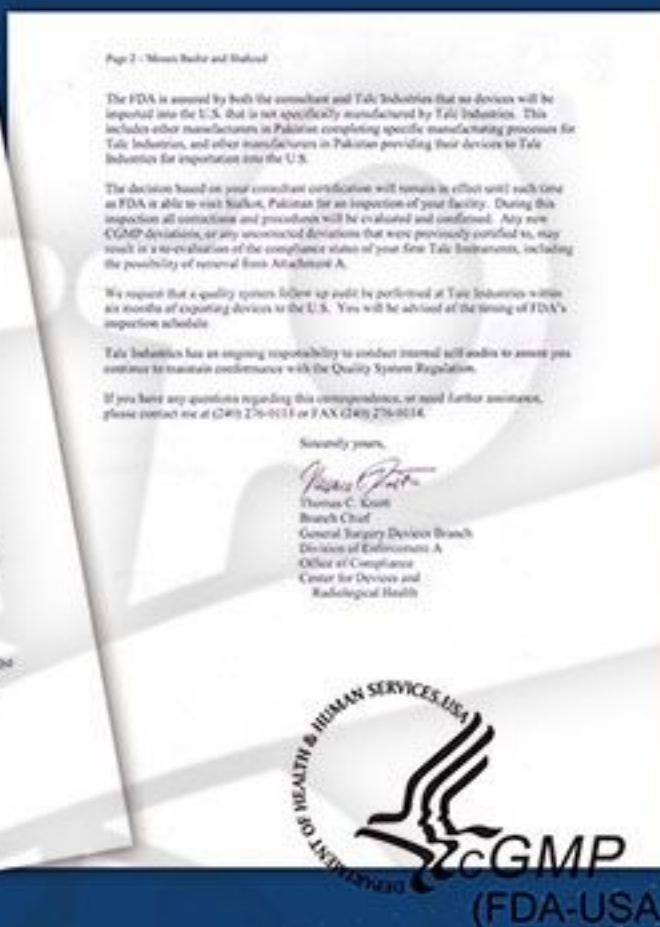 Page 2 - Messrs Bashir and Shahzad
The FDA is assured by both the consultant and Talc Industries that no devices will be
imported into the U.S. that is not specifically manufactured by Talc Industries. This
includes other manufacturers in Pakistan completing specific manufacturing processes for
Talc Industries, and other manufacturers in Pakistan providing their devices to Talc
Industries for importation into the U.S.
The decision based on your consultant certification will remain in effect until such time
as FDA is able to visit Sialkot, Pakistan for an inspection of your facility. During this
inspection all corrections and procedures will be evaluated and confirmed. Any new
CGMP deviations, or any uncorrected deviations that were previously certified to, may
result in a re-evaluation of the compliance status of your firm Talc Instruments, including
the possibility of removal from Attachment A.
We request that a quality system follow up audit be performed at Talc Industries within
six months of exporting devices to the U.S. You will be advised of the timing of FDA's
inspection schedule.
Talc Industries has an ongoing responsibility to conduct internal self-audits to assure you
continue to maintain conformance with the Quality System Regulation.
If you have any questions regarding this correspondence, or need further assistance,
please contact me at (240) 276-0115 or FAX (240) 276-0114.
Sincerely yours,
Thomas C. Knott
Branch Chief
General Surgery Devices Branch
Division of Enforcement A
Office of Compliance
Center for Devices and
Radiological Health
DEPARTMENT OF HEALTH & HUMAN SERVICES, USA
cGMP
(FDA-USA